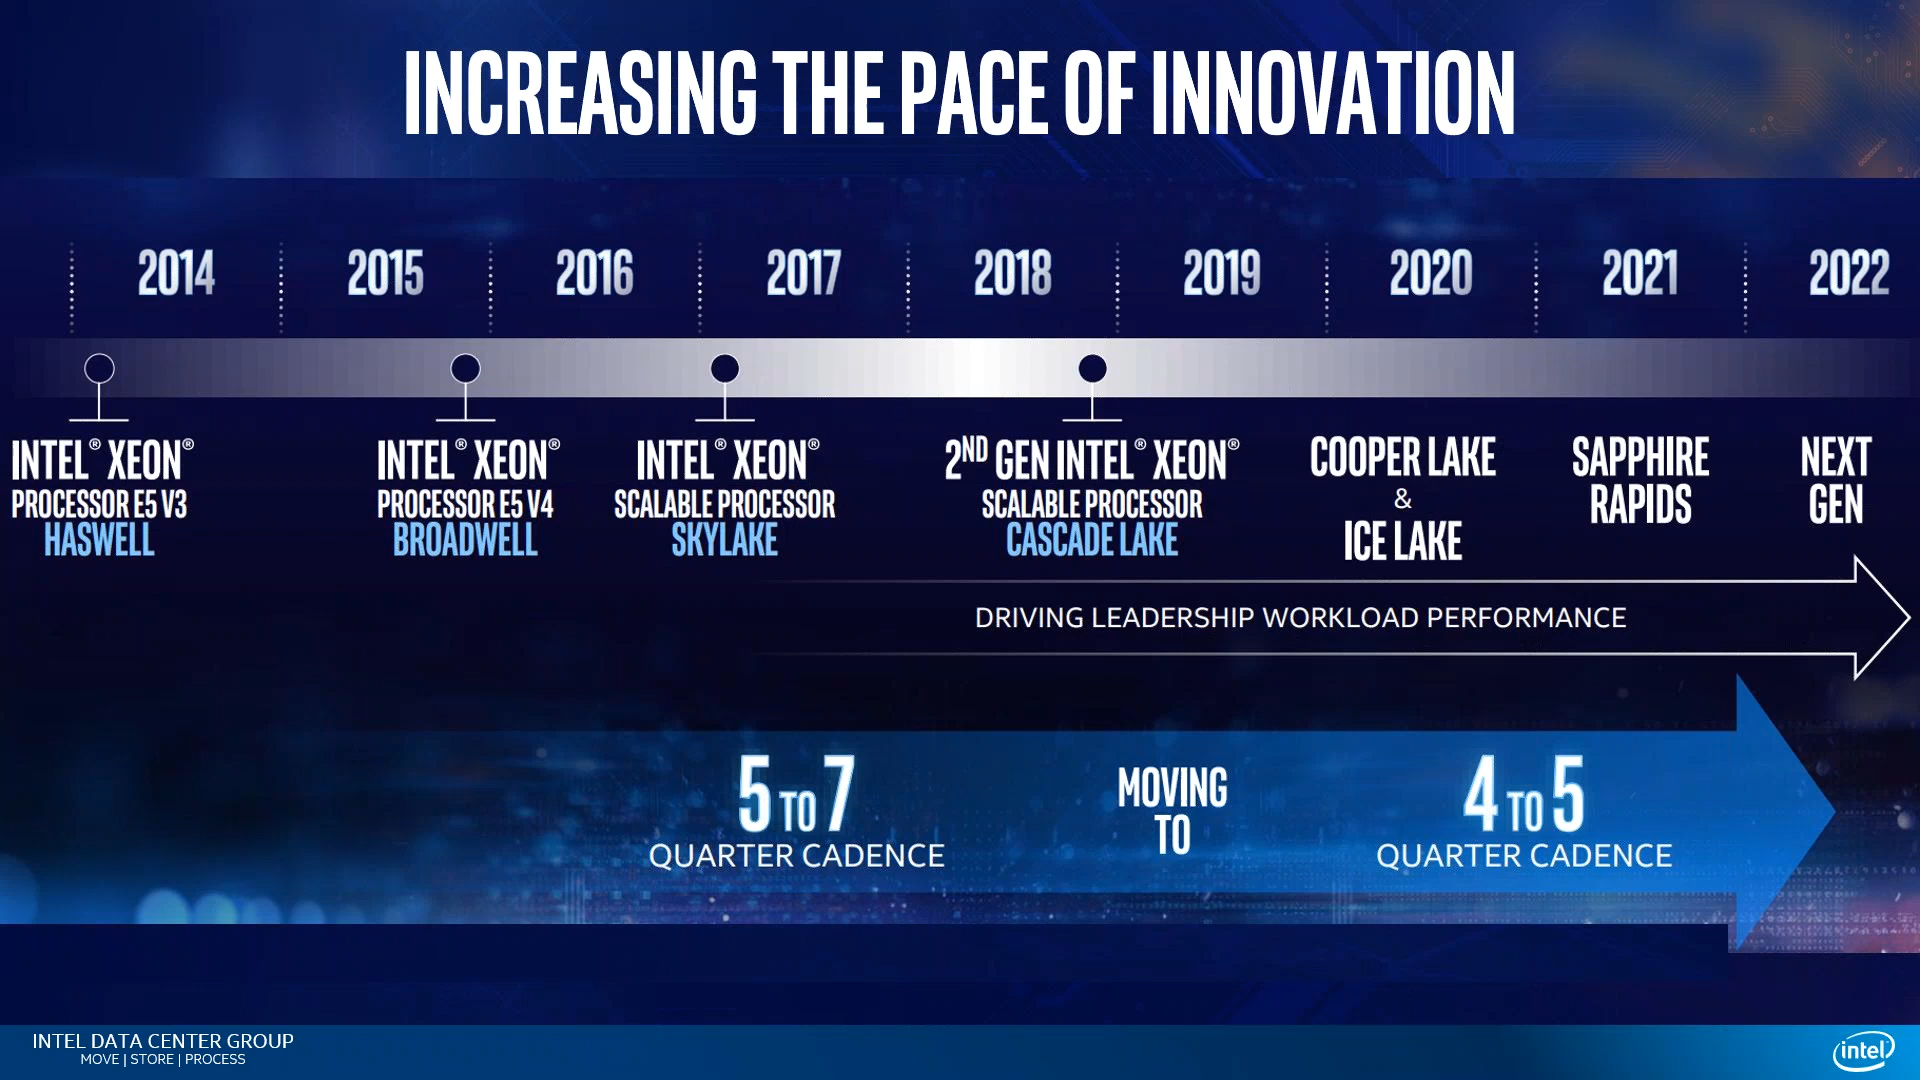 INCREASING THE PACE OF INNOVATION
2014 2015 2016 2017 2018 2019 2020 2021 2022
INTEL® XEON®
PROCESSOR E5 V3
HASWELL
INTEL® XEON®
PROCESSOR E5 V4
BROADWELL
INTEL® XEON®
SCALABLE PROCESSOR
SKYLAKE
2ND GEN INTEL® XEON®
SCALABLE PROCESSOR
CASCADE LAKE
COOPER LAKE
&
ICE LAKE
SAPPHIRE
RAPIDS
NEXT
GEN
DRIVING LEADERSHIP WORKLOAD PERFORMANCE
5 TO 7
QUARTER CADENCE
MOVING
TO
4 TO 5
QUARTER CADENCE
INTEL DATA CENTER GROUP
MOVE | STORE | PROCESS
intel